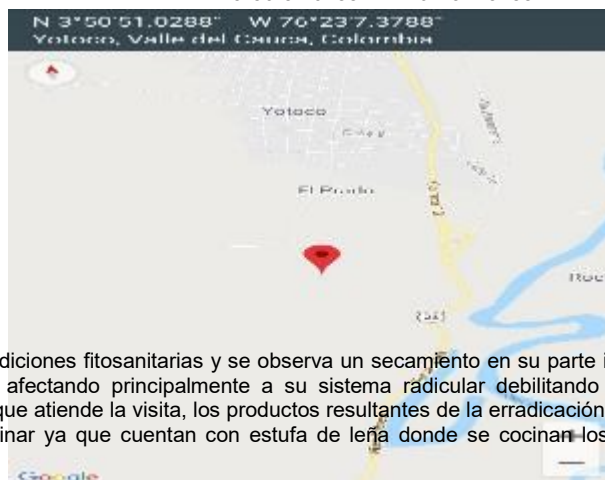 N 3°50'51.0288" W 76°23'7.3788"
Yotoco, Valle del Cauca, Colombia
Yotoco
El Prado
diciones fitosanitarias y se observa un secamiento en su parte i
afectando principalmente a su sistema radicular debilitando
que atiende la visita, los productos resultantes de la erradicación
inar ya que cuentan con estufa de leña donde se cocinan los
Google